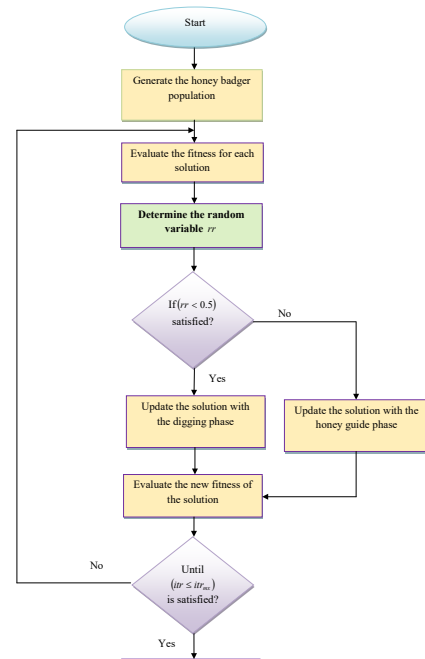 Start
Generate the honey badger
population
Evaluate the fitness for each
solution
Determine the random
variable rr
If (rr < 0.5)
satisfied?
No
Yes
Update the solution with
the digging phase
Update the solution with the
honey guide phase
Evaluate the new fitness of
the solution
No
Until
(itr ≤ itr
is satisfied?
Yes